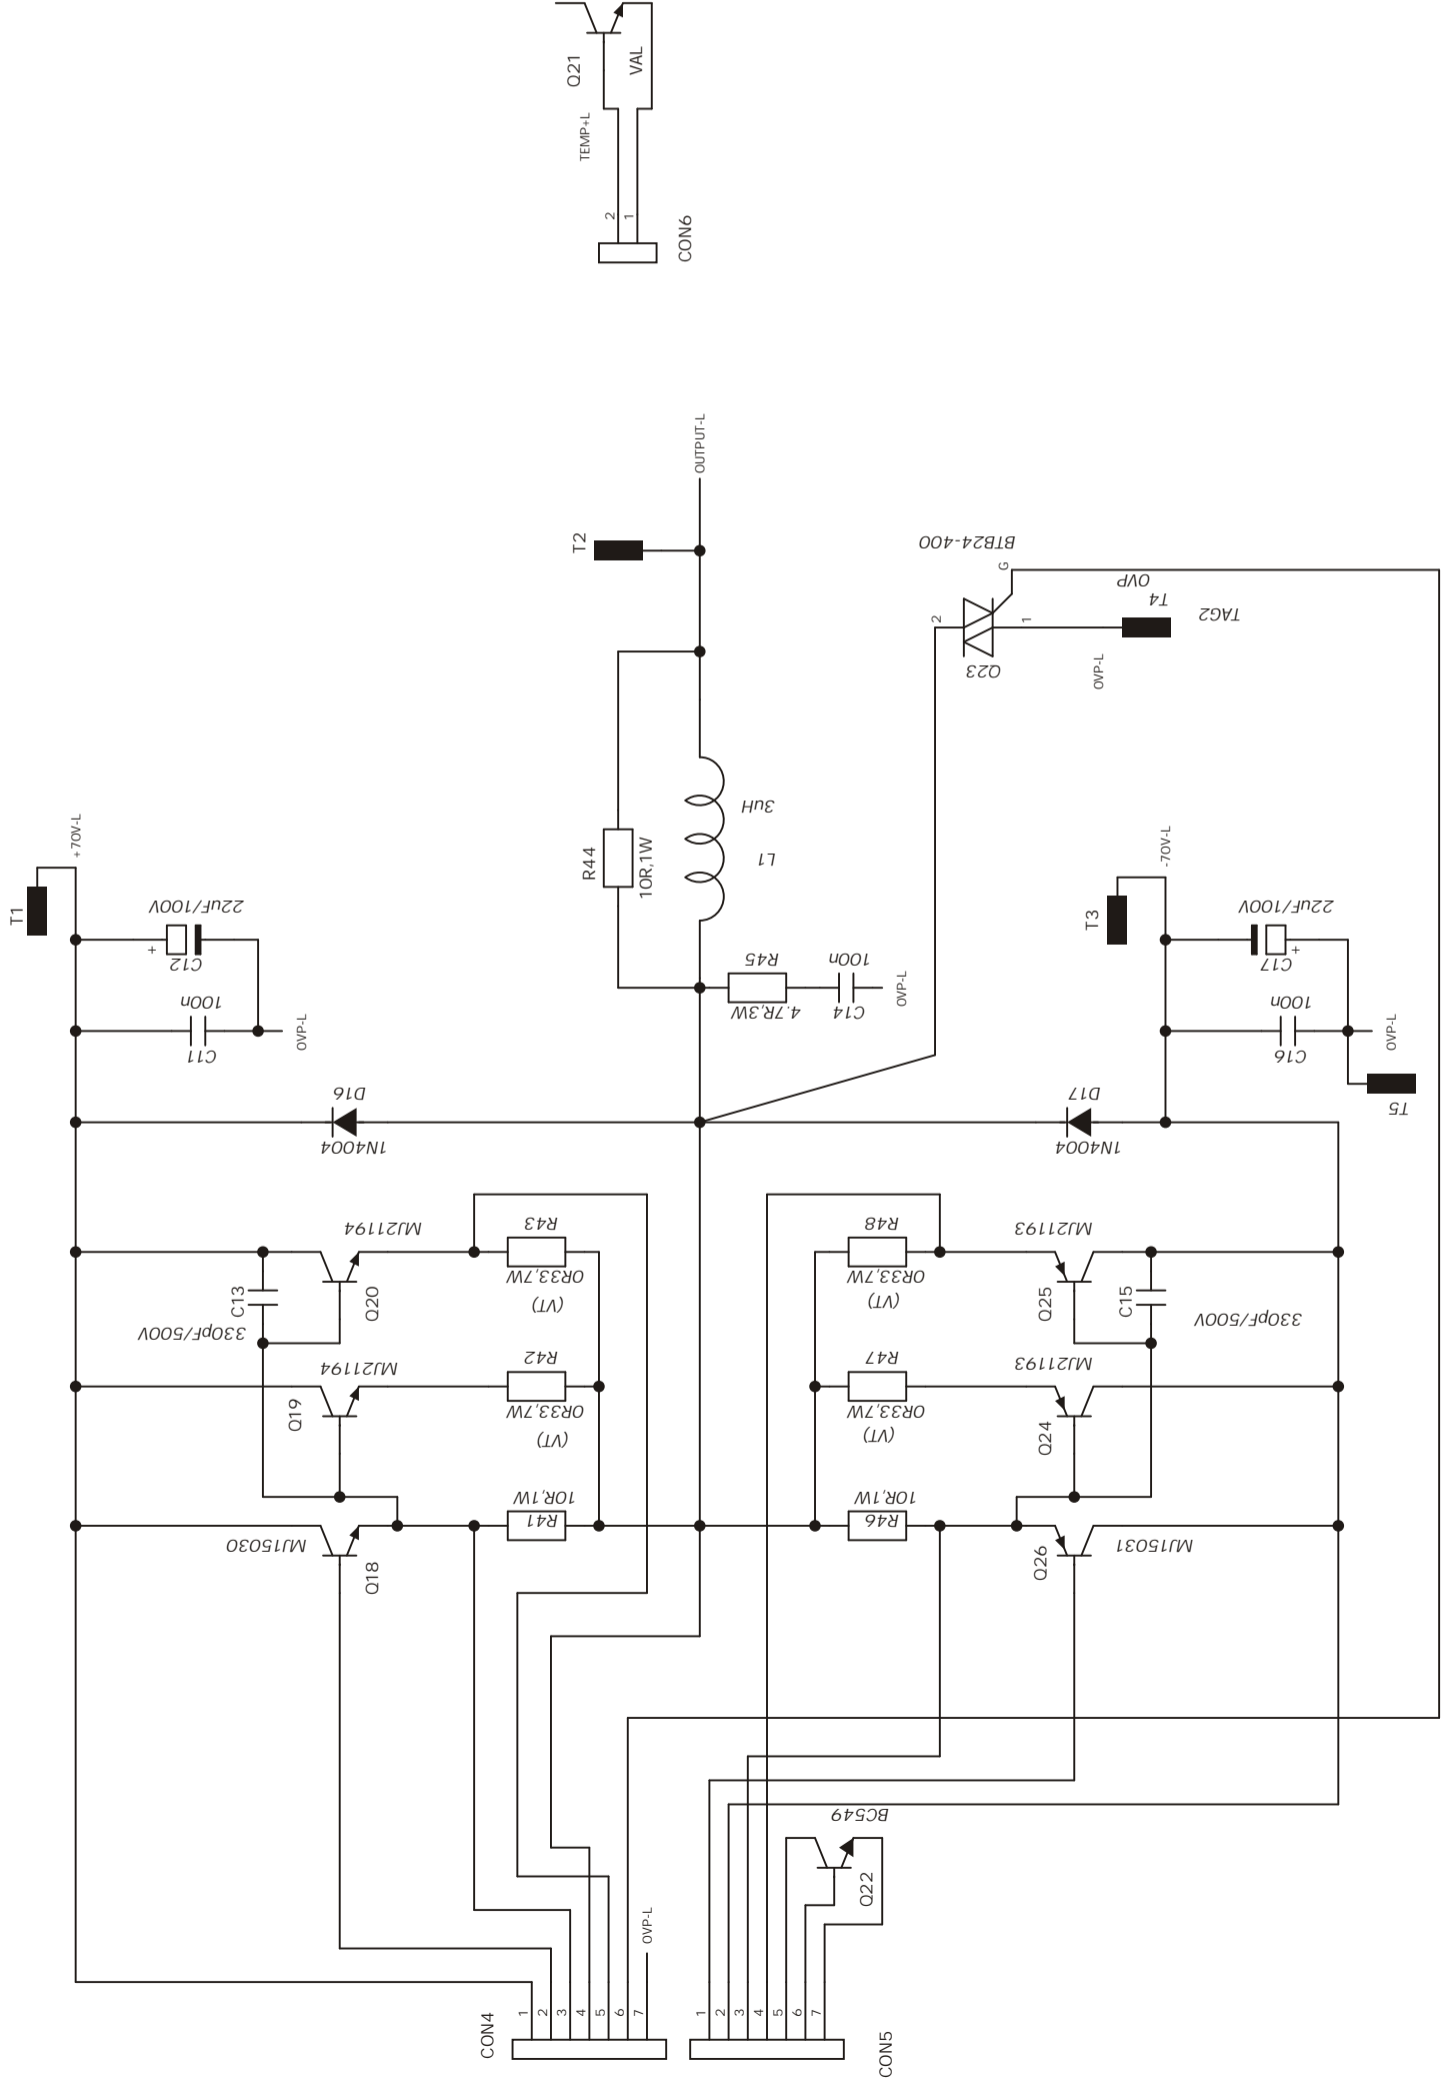 Q21
VAL
TEMP+L
2
1
CON6
OUTPUT-L
T2
BTB24-400
G
OVP
T4
TAG2
2
1
Q23
OVP-L
3uH
L1
R44
10R,1W
+70V-L
T1
22uF/100V
+
C12
100n
C11
OVP-L
R45
4.7R,3W
100n
C14
OVP-L
-70V-L
T3
22uF/100V
+
C17
100n
C16
OVP-L
T5
D16
1N4004
D17
1N4004
MJ21194
C13
Q20
330pF/500V
R43
0R33,7W
(VT)
R48
0R33,7W
(VT)
MJ21193
Q25
C15
330pF/500V
MJ21194
Q19
R42
0R33,7W
(VT)
R47
0R33,7W
(VT)
MJ21193
Q24
MJ15030
Q18
10R,1W
R41
10R,1W
R46
Q26
MJ15031
BC549
Q22
OVP-L
CON4
1
2
3
4
5
6
7
1
2
3
4
5
6
7
CON5